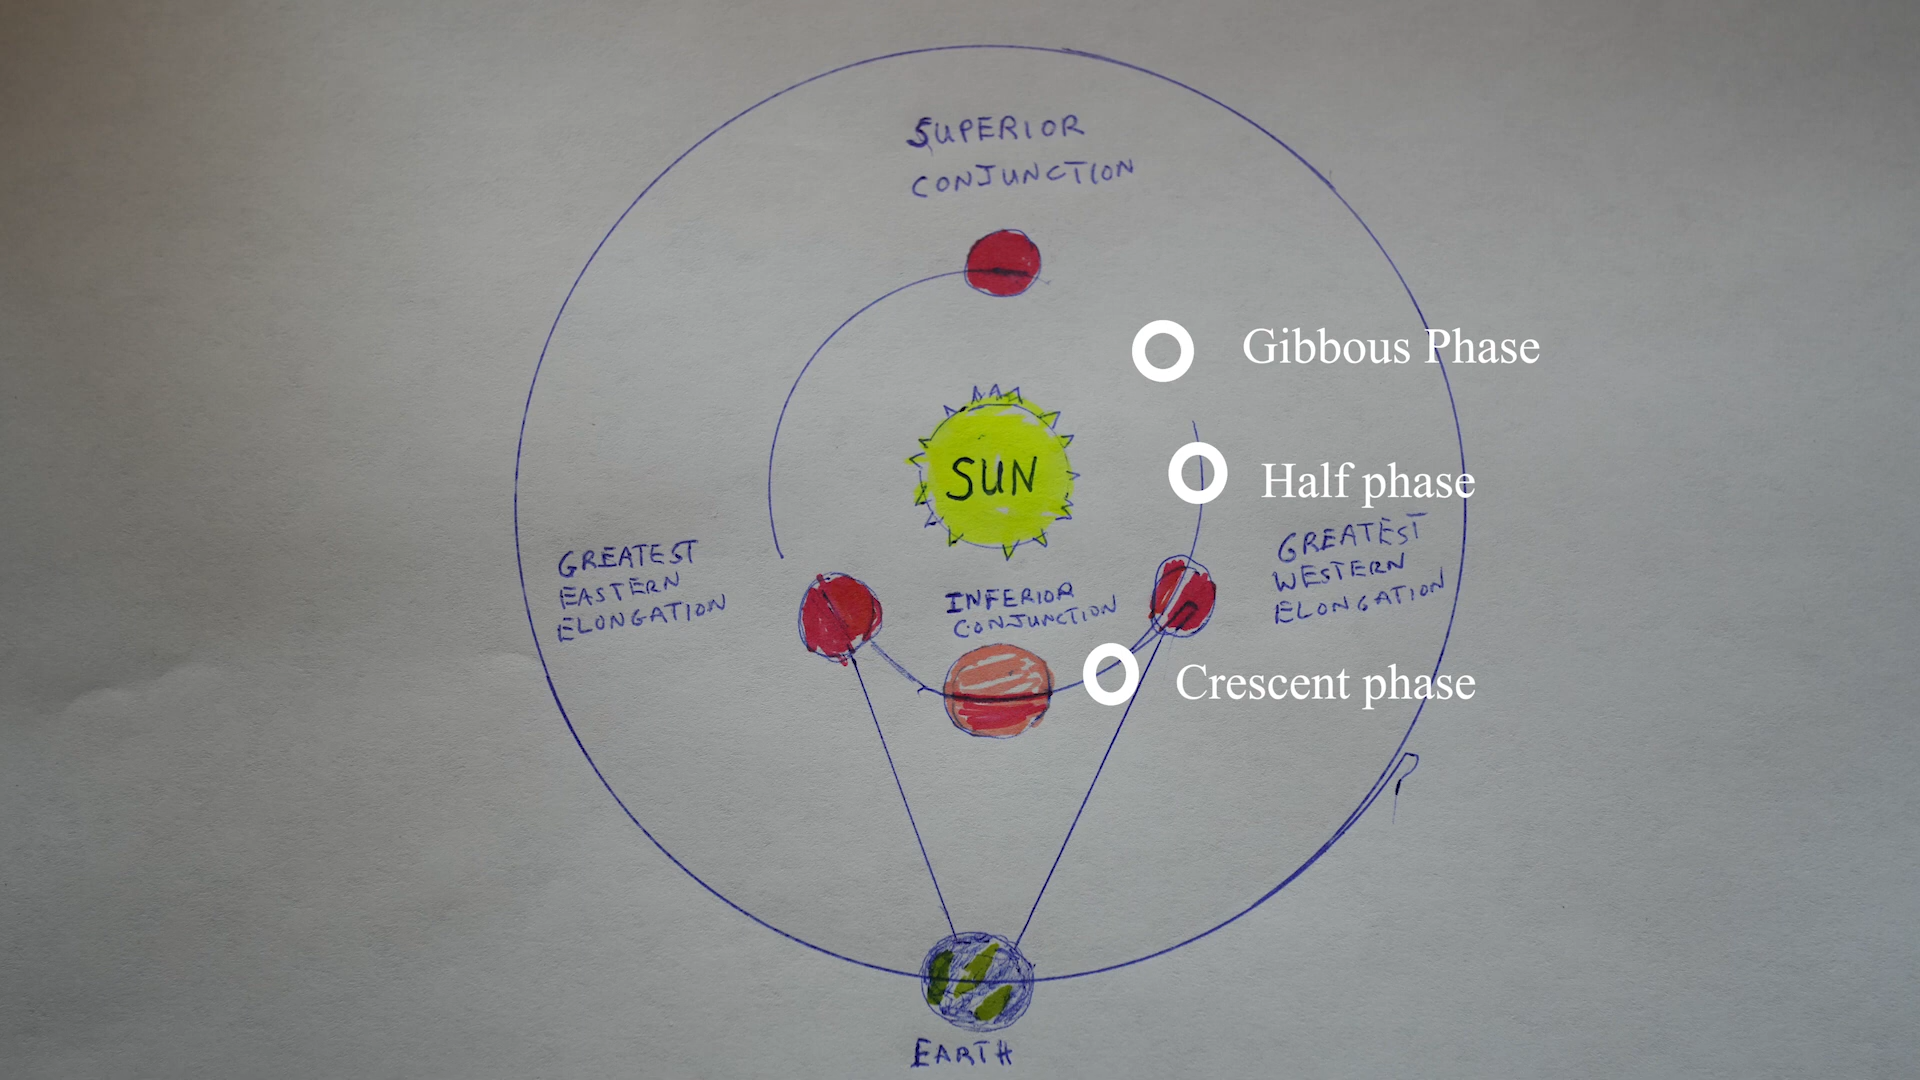 SUPERIOR
CONJUNCTION
Gibbous Phase
SUN
Half phase
GREATEST
EASTERN
ELONGATION
INFERIOR
CONJUNCTION
GREATEST
WESTERN
ELONGATION
Crescent phase
EARTH